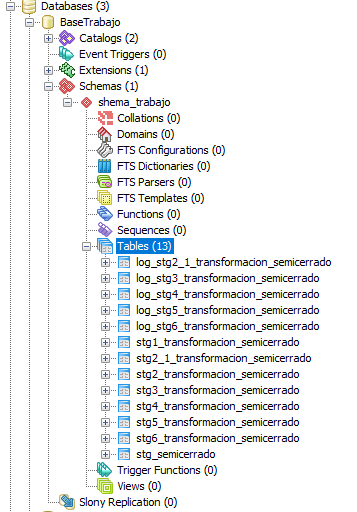 Databases (3)
BaseTrabajo
Catalogs (2)
Event Triggers (0)
Extensions (1)
Schemas (1)
shema_trabajo
Collations (0)
Domains (0)
FTS Configurations (0)
FTS Dictionaries (0)
FTS Parsers (0)
FTS Templates (0)
Functions (0)
Sequences (0)
Tables (13)
log_stg2_1_transformacion_semicerrado
log_stg3_transformacion_semicerrado
log_stg4_transformacion_semicerrado
log_stg5_transformacion_semicerrado
log_stg6_transformacion_semicerrado
stg1_transformacion_semicerrado
stg2_1_transformacion_semicerrado
stg2_transformacion_semicerrado
stg3_transformacion_semicerrado
stg4_transformacion_semicerrado
stg5_transformacion_semicerrado
stg6_transformacion_semicerrado
stg_semicerrado
Trigger Functions (0)
Views (0)
Slony Replication (0)